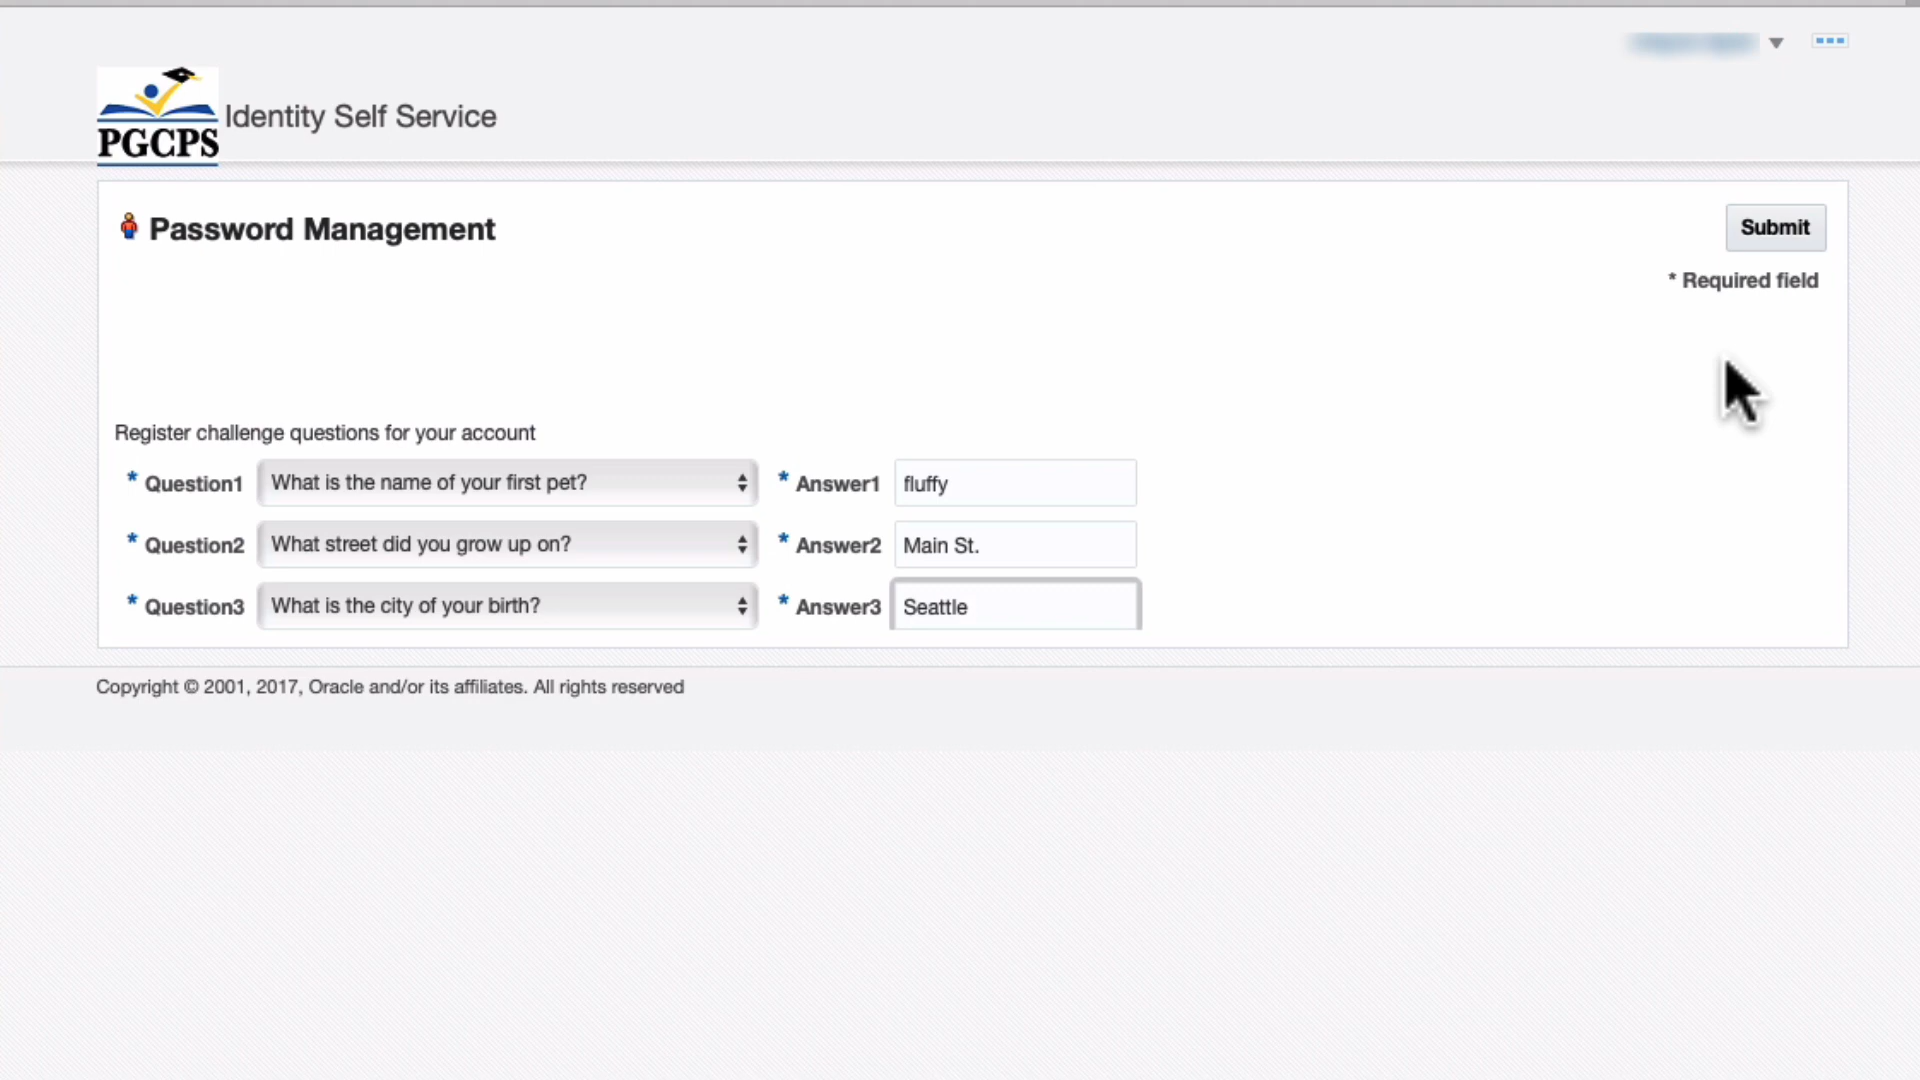 PGCPS Identity Self Service
Password Management
Submit
* Required field
Register challenge questions for your account
* Question1 What is the name of your first pet? * Answer1 fluffy
* Question2 What street did you grow up on? * Answer2 Main St.
* Question3 What is the city of your birth? * Answer3 Seattle
Copyright © 2001, 2017, Oracle and/or its affiliates. All rights reserved